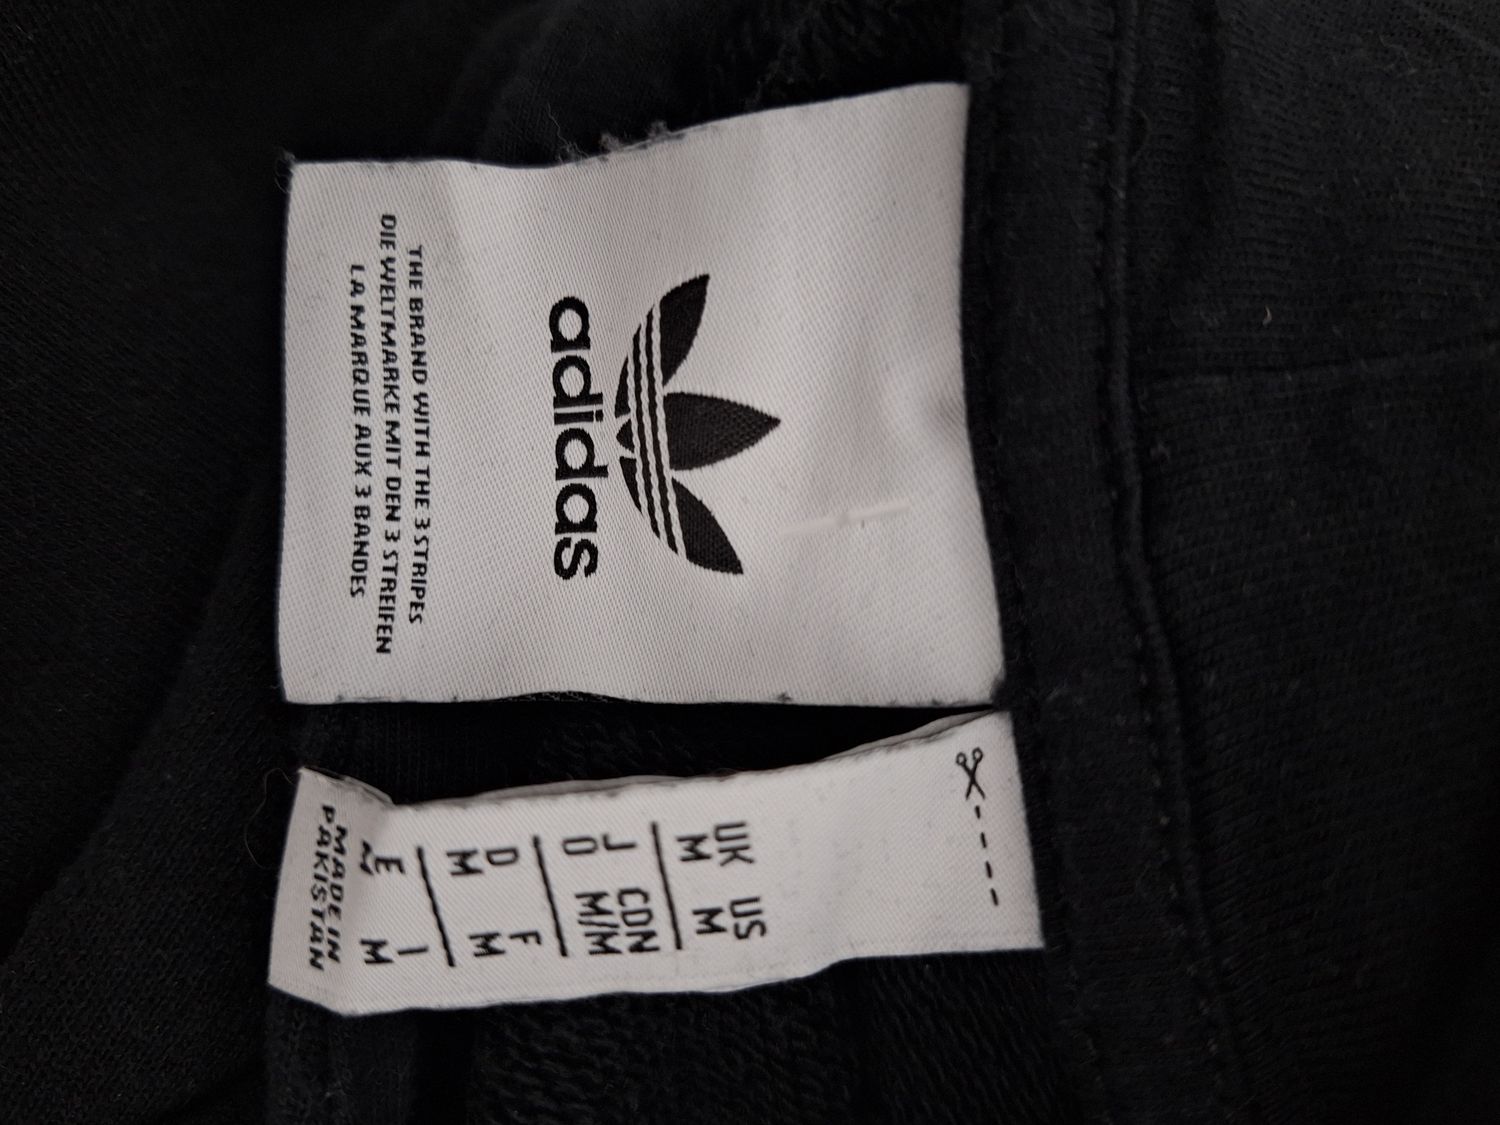 adidas
THE BRAND WITH THE 3 STRIPES
DIE WELTMARKE MIT DEN 3 STREIFEN
LA MARQUE AUX 3 BANDES
UK US
M M
J CDN
O M/M
D F
M M
E I
M M
MADE IN
PAKISTAN